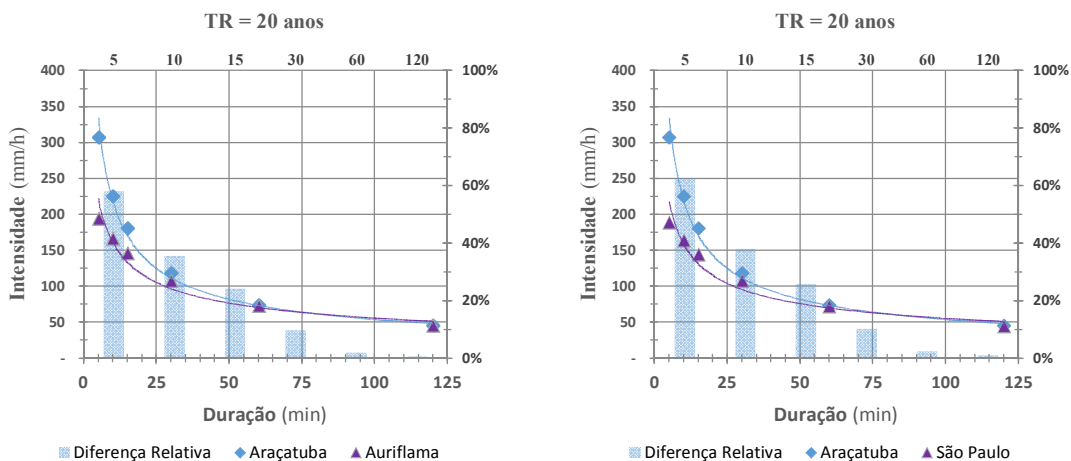 TR = 20 anos
5 10 15 30 60 120
400 100%
350
300 80%
250 60%
200
150 40%
100 20%
50
- 0%
0 25 50 75 100 125
Intensidade (mm/h)
Duração (min)
Diferença Relativa Araçatuba Auriflama
TR = 20 anos
5 10 15 30 60 120
400 100%
350
300 80%
250 60%
200
150 40%
100 20%
50
- 0%
0 25 50 75 100 125
Intensidade (mm/h)
Duração (min)
Diferença Relativa Araçatuba São Paulo